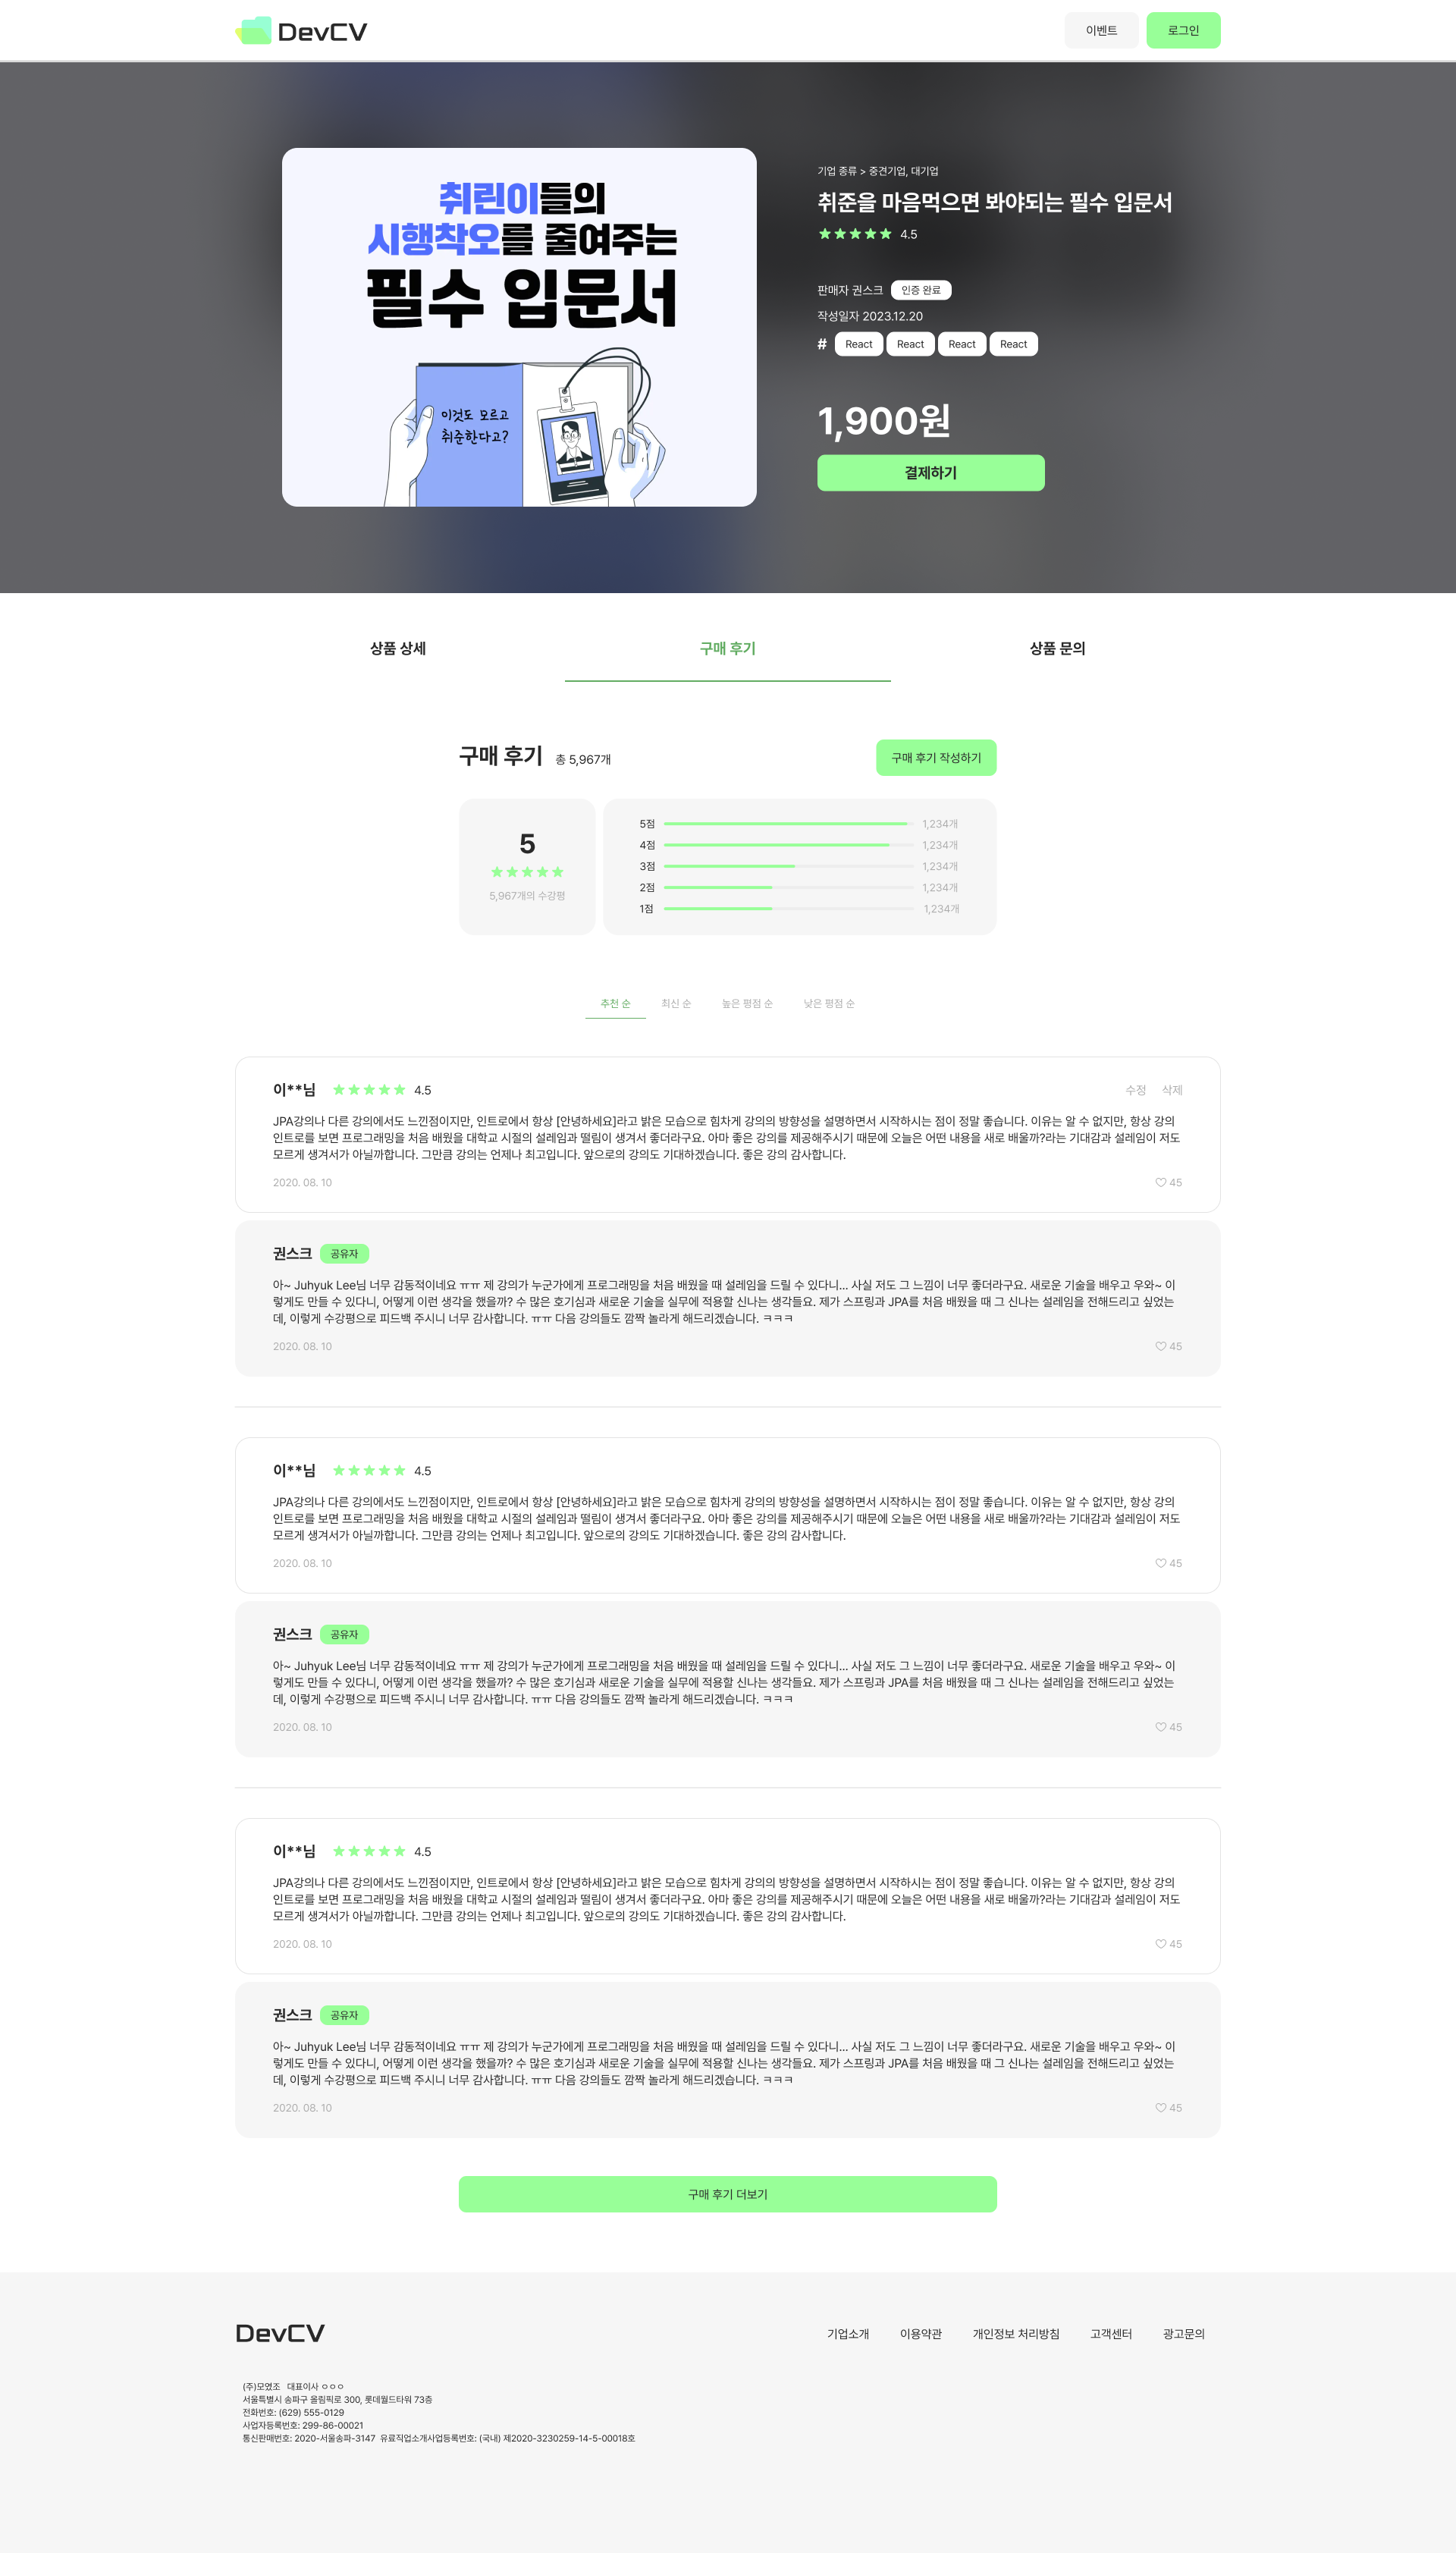 DevCV
이벤트
로그인
취린이들의
시행착오를 줄여주는
필수 입문서
이것도 모르고
취준한다고?
기업 종류 > 중견기업, 대기업
취준을 마음먹으면 봐야되는 필수 입문서
4.5
판매자 권스크 인증 완료
작성일자 2023.12.20
# React React React React
1,900원
결제하기
상품 상세
구매 후기
상품 문의
구매 후기 총 5,967개
구매 후기 작성하기
5
5,967개의 수강평
5점 1,234개
4점 1,234개
3점 1,234개
2점 1,234개
1점 1,234개
추천 순
최신 순
높은 평점 순
낮은 평점 순
이**님 4.5
수정 삭제
JPA강의나 다른 강의에서도 느낀점이지만, 인트로에서 항상 [안녕하세요]라고 밝은 모습으로 힘차게 강의의 방향성을 설명하면서 시작하시는 점이 정말 좋습니다. 이유는 알 수 없지만, 항상 강의
인트로를 보면 프로그래밍을 처음 배웠을 대학교 시절의 설레임과 떨림이 생겨서 좋더라구요. 아마 좋은 강의를 제공해주시기 때문에 오늘은 어떤 내용을 새로 배울까?라는 기대감과 설레임이 저도
모르게 생겨서가 아닐까합니다. 그만큼 강의는 언제나 최고입니다. 앞으로의 강의도 기대하겠습니다. 좋은 강의 감사합니다.
2020. 08. 10
45
권스크 공유자
아~ Juhyuk Lee님 너무 감동적이네요 ㅠㅠ 제 강의가 누군가에게 프로그래밍을 처음 배웠을 때 설레임을 드릴 수 있다니... 사실 저도 그 느낌이 너무 좋더라구요. 새로운 기술을 배우고 우와~ 이
렇게도 만들 수 있다니, 어떻게 이런 생각을 했을까? 수 많은 호기심과 새로운 기술을 실무에 적용할 신나는 생각들요. 제가 스프링과 JPA를 처음 배웠을 때 그 신나는 설레임을 전해드리고 싶었는
데, 이렇게 수강평으로 피드백 주시니 너무 감사합니다. ㅠㅠ 다음 강의들도 깜짝 놀라게 해드리겠습니다. ㅋㅋㅋ
2020. 08. 10
45
이**님 4.5
JPA강의나 다른 강의에서도 느낀점이지만, 인트로에서 항상 [안녕하세요]라고 밝은 모습으로 힘차게 강의의 방향성을 설명하면서 시작하시는 점이 정말 좋습니다. 이유는 알 수 없지만, 항상 강의
인트로를 보면 프로그래밍을 처음 배웠을 대학교 시절의 설레임과 떨림이 생겨서 좋더라구요. 아마 좋은 강의를 제공해주시기 때문에 오늘은 어떤 내용을 새로 배울까?라는 기대감과 설레임이 저도
모르게 생겨서가 아닐까합니다. 그만큼 강의는 언제나 최고입니다. 앞으로의 강의도 기대하겠습니다. 좋은 강의 감사합니다.
2020. 08. 10
45
권스크 공유자
아~ Juhyuk Lee님 너무 감동적이네요 ㅠㅠ 제 강의가 누군가에게 프로그래밍을 처음 배웠을 때 설레임을 드릴 수 있다니... 사실 저도 그 느낌이 너무 좋더라구요. 새로운 기술을 배우고 우와~ 이
렇게도 만들 수 있다니, 어떻게 이런 생각을 했을까? 수 많은 호기심과 새로운 기술을 실무에 적용할 신나는 생각들요. 제가 스프링과 JPA를 처음 배웠을 때 그 신나는 설레임을 전해드리고 싶었는
데, 이렇게 수강평으로 피드백 주시니 너무 감사합니다. ㅠㅠ 다음 강의들도 깜짝 놀라게 해드리겠습니다. ㅋㅋㅋ
2020. 08. 10
45
이**님 4.5
JPA강의나 다른 강의에서도 느낀점이지만, 인트로에서 항상 [안녕하세요]라고 밝은 모습으로 힘차게 강의의 방향성을 설명하면서 시작하시는 점이 정말 좋습니다. 이유는 알 수 없지만, 항상 강의
인트로를 보면 프로그래밍을 처음 배웠을 대학교 시절의 설레임과 떨림이 생겨서 좋더라구요. 아마 좋은 강의를 제공해주시기 때문에 오늘은 어떤 내용을 새로 배울까?라는 기대감과 설레임이 저도
모르게 생겨서가 아닐까합니다. 그만큼 강의는 언제나 최고입니다. 앞으로의 강의도 기대하겠습니다. 좋은 강의 감사합니다.
2020. 08. 10
45
권스크 공유자
아~ Juhyuk Lee님 너무 감동적이네요 ㅠㅠ 제 강의가 누군가에게 프로그래밍을 처음 배웠을 때 설레임을 드릴 수 있다니... 사실 저도 그 느낌이 너무 좋더라구요. 새로운 기술을 배우고 우와~ 이
렇게도 만들 수 있다니, 어떻게 이런 생각을 했을까? 수 많은 호기심과 새로운 기술을 실무에 적용할 신나는 생각들요. 제가 스프링과 JPA를 처음 배웠을 때 그 신나는 설레임을 전해드리고 싶었는
데, 이렇게 수강평으로 피드백 주시니 너무 감사합니다. ㅠㅠ 다음 강의들도 깜짝 놀라게 해드리겠습니다. ㅋㅋㅋ
2020. 08. 10
45
구매 후기 더보기
DevCV
기업소개
이용약관
개인정보 처리방침
고객센터
광고문의
(주)모였조 대표이사 ㅇㅇㅇ
서울특별시 송파구 올림픽로 300, 롯데월드타워 73층
전화번호: (629) 555-0129
사업자등록번호: 299-86-00021
통신판매번호: 2020-서울송파-3147 유료직업소개사업등록번호: (국내) 제2020-3230259-14-5-00018호